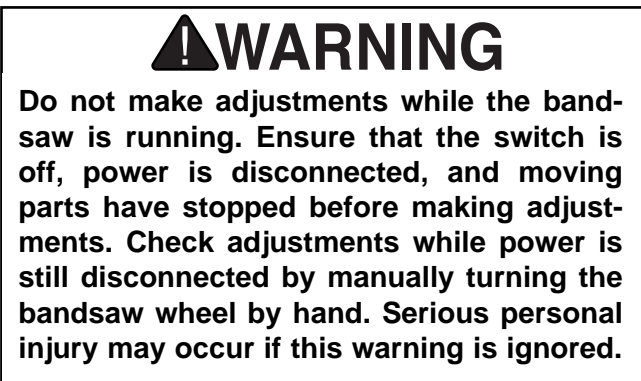 WARNING
Do not make adjustments while the band-
saw is running. Ensure that the switch is
off, power is disconnected, and moving
parts have stopped before making adjust-
ments. Check adjustments while power is
still disconnected by manually turning the
bandsaw wheel by hand. Serious personal
injury may occur if this warning is ignored.